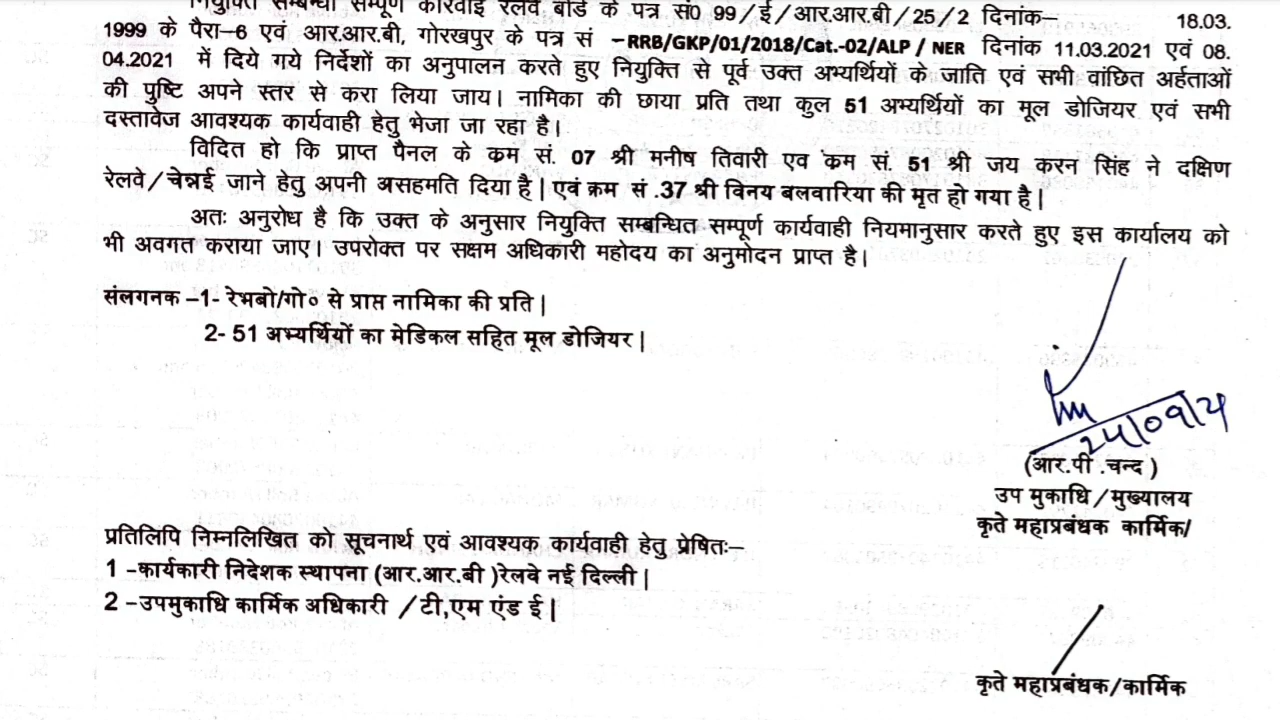 नियुक्ति सम्बन्धी सम्पूर्ण कार्रवाई रेलवे बोर्ड के पत्र सं0 99/ई/आर.आर.बी/25/2 दिनांक– 18.03.
1999 के पैरा–6 एवं आर.आर.बी, गोरखपुर के पत्र सं –RRB/GKP/01/2018/Cat.-02/ALP / NER दिनांक 11.03.2021 एवं 08.
04.2021 में दिये गये निर्देशों का अनुपालन करते हुए नियुक्ति से पूर्व उक्त अभ्यर्थियों के जाति एवं सभी वांछित अर्हताओं
की पुष्टि अपने स्तर से करा लिया जाय। नामिका की छाया प्रति तथा कुल 51 अभ्यर्थियों का मूल डोजियर एवं सभी
दस्तावेज आवश्यक कार्यवाही हेतु भेजा जा रहा है।
विदित हो कि प्राप्त पैनल के क्रम सं. 07 श्री मनीष तिवारी एव क्रम सं. 51 श्री जय करन सिंह ने दक्षिण
रेलवे/चेन्नई जाने हेतु अपनी असहमति दिया है| एवं क्रम सं .37 श्री विनय बलवारिया की मृत हो गया है|
अतः अनुरोध है कि उक्त के अनुसार नियुक्ति सम्बन्धित सम्पूर्ण कार्यवाही नियमानुसार करते हुए इस कार्यालय को
भी अवगत कराया जाए। उपरोक्त पर सक्षम अधिकारी महोदय का अनुमोदन प्राप्त है।
संलगनक –1- रेभबो/गो० से प्राप्त नामिका की प्रति|
2- 51 अभ्यर्थियों का मेडिकल सहित मूल डोजियर|
(आर.पी .चन्द )
उप मुकाधि/मुख्यालय
कृते महाप्रबंधक कार्मिक/
प्रतिलिपि निम्नलिखित को सूचनार्थ एवं आवश्यक कार्यवाही हेतु प्रेषितः–
1 –कार्यकारी निदेशक स्थापना (आर.आर.बी )रेलवे नई दिल्ली|
2 –उपमुकाधि कार्मिक अधिकारी /टी,एम एंड ई|
कृते महाप्रबंधक/कार्मिक